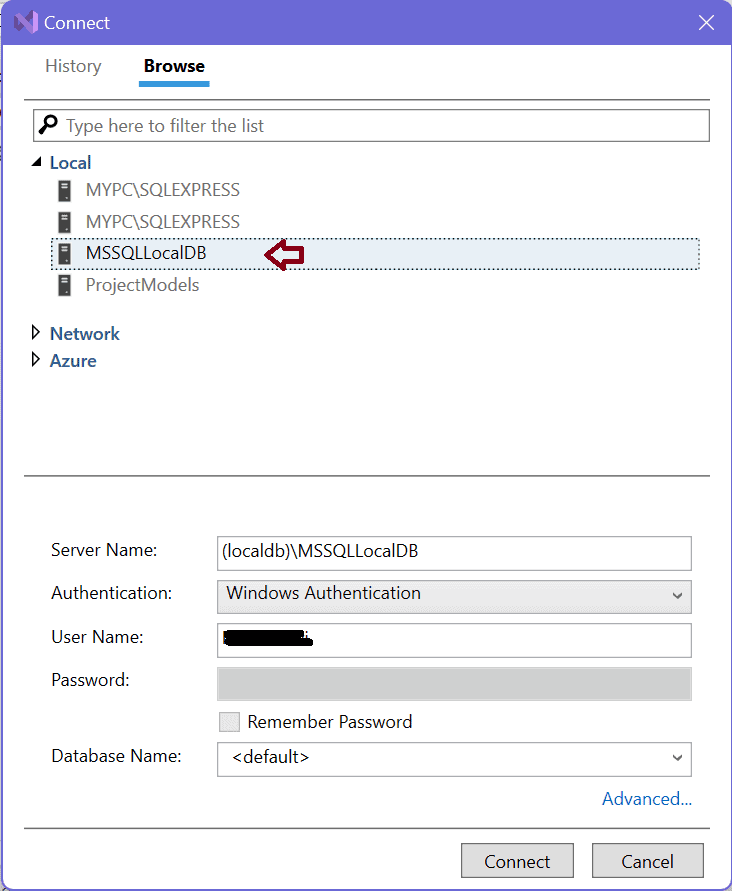 Connect
History Browse
Type here to filter the list
Local
MYPC\SQLEXPRESS
MYPC\SQLEXPRESS
MSSQLLocalDB
ProjectModels
Network
Azure
Server Name: (localdb)\MSSQLLocalDB
Authentication: Windows Authentication
User Name:
Password:
Remember Password
Database Name: <default>
Advanced...
Connect Cancel